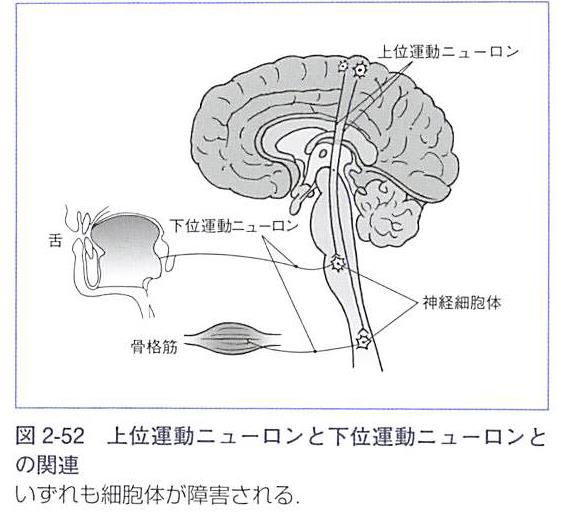 上位運動ニューロン
下位運動ニューロン
舌
神経細胞体
骨格筋
図 2-52　上位運動ニューロンと下位運動ニューロンと
の関連
いずれも細胞体が障害される.